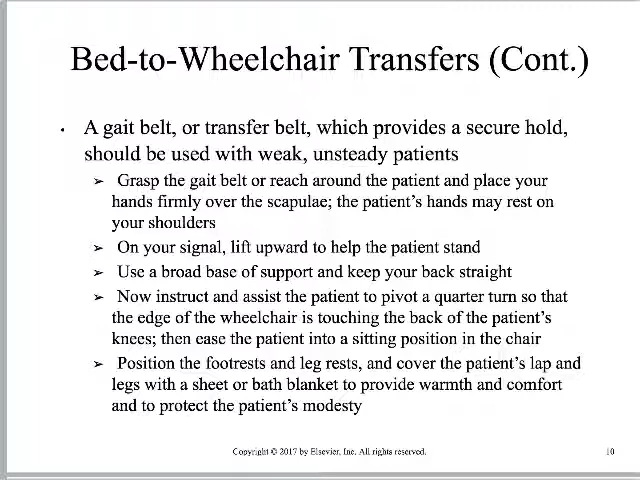 Bed-to-Wheelchair Transfers (Cont.)
• A gait belt, or transfer belt, which provides a secure hold,
should be used with weak, unsteady patients
➢ Grasp the gait belt or reach around the patient and place your
hands firmly over the scapulae; the patient's hands may rest on
your shoulders
➢ On your signal, lift upward to help the patient stand
➢ Use a broad base of support and keep your back straight
➢ Now instruct and assist the patient to pivot a quarter turn so that
the edge of the wheelchair is touching the back of the patient's
knees; then ease the patient into a sitting position in the chair
➢ Position the footrests and leg rests, and cover the patient's lap and
legs with a sheet or bath blanket to provide warmth and comfort
and to protect the patient's modesty
Copyright © 2017 by Elsevier, Inc. All rights reserved.
10